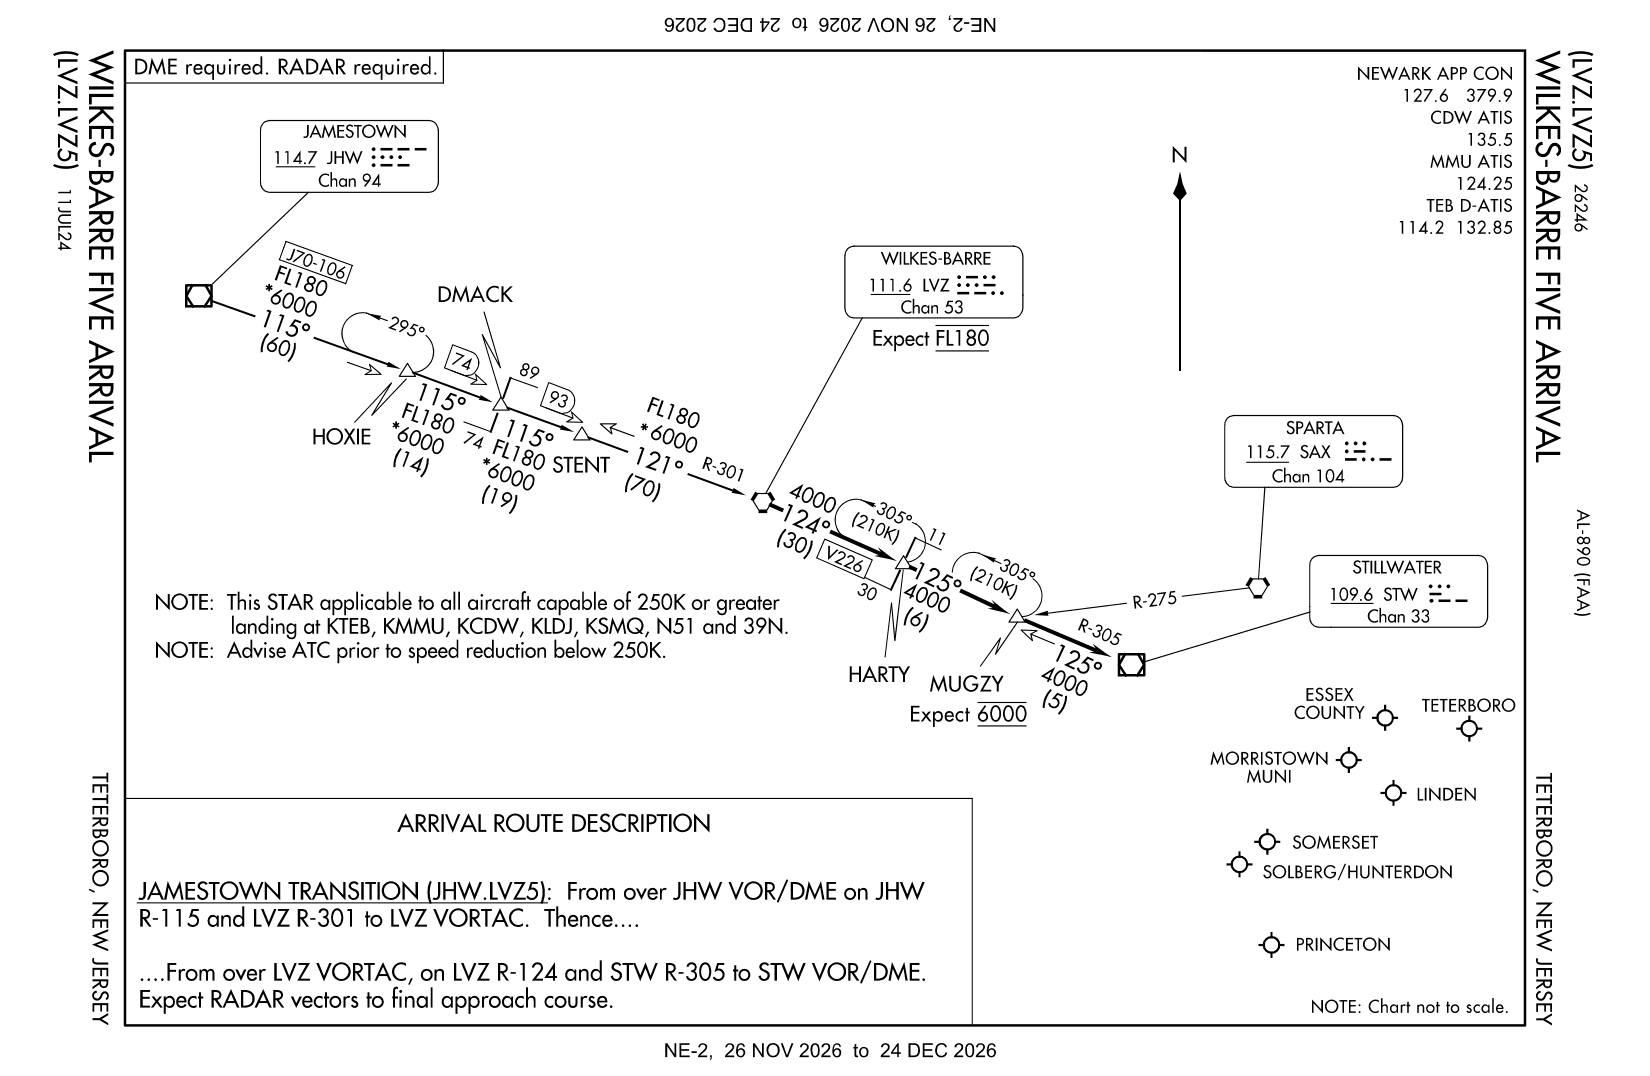 NE-2, 26 NOV 2026 to 24 DEC 2026
(LVZ.LVZ5) 11JUL24
WILKES-BARRE FIVE ARRIVAL
TETERBORO, NEW JERSEY
(LVZ.LVZ5) 26246
WILKES-BARRE FIVE ARRIVAL
AL-890 (FAA)
TETERBORO, NEW JERSEY
DME required. RADAR required.
NEWARK APP CON
127.6 379.9
CDW ATIS
135.5
MMU ATIS
124.25
TEB D-ATIS
114.2 132.85
N
JAMESTOWN
114.7 JHW
Chan 94
J70-106
FL180
*6000
115°
(60)
295°
HOXIE
74
115°
FL180
*6000
(14)
DMACK
89
74
93
115°
FL180
*6000
(19)
STENT
FL180
*6000
121°
(70)
R-301
WILKES-BARRE
111.6 LVZ
Chan 53
Expect FL180
4000
124°
(30)
V226
305°
(210K)
11
30
HARTY
125°
4000
(6)
305°
(210K)
MUGZY
Expect 6000
R-275
R-305
125°
4000
(5)
SPARTA
115.7 SAX
Chan 104
STILLWATER
109.6 STW
Chan 33
NOTE: This STAR applicable to all aircraft capable of 250K or greater
landing at KTEB, KMMU, KCDW, KLDJ, KSMQ, N51 and 39N.
NOTE: Advise ATC prior to speed reduction below 250K.
ESSEX
COUNTY
TETERBORO
MORRISTOWN
MUNI
LINDEN
SOMERSET
SOLBERG/HUNTERDON
PRINCETON
NOTE: Chart not to scale.
ARRIVAL ROUTE DESCRIPTION
JAMESTOWN TRANSITION (JHW.LVZ5): From over JHW VOR/DME on JHW
R-115 and LVZ R-301 to LVZ VORTAC. Thence....
....From over LVZ VORTAC, on LVZ R-124 and STW R-305 to STW VOR/DME.
Expect RADAR vectors to final approach course.
NE-2, 26 NOV 2026 to 24 DEC 2026